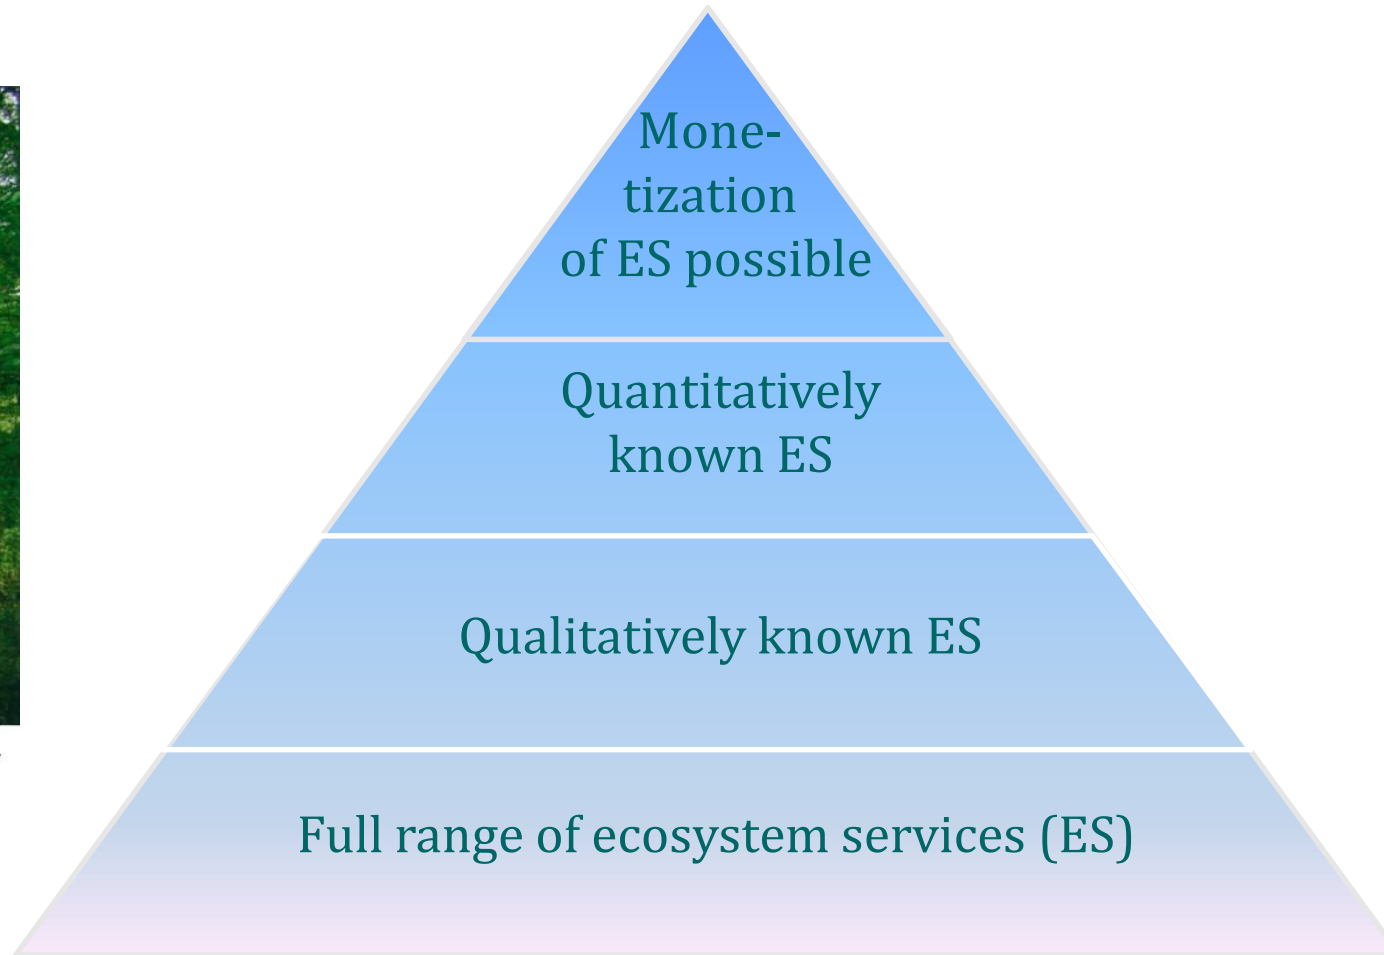 Mone-
tization
of ES possible
Quantitatively
known ES
Qualitatively known ES
Full range of ecosystem services (ES)